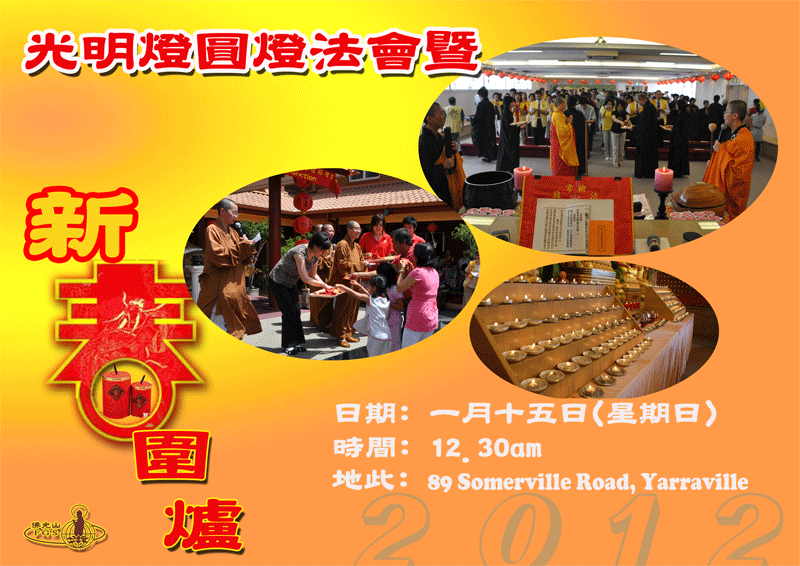 光明燈圓燈法會暨
新
春
圍
爐
日期: 一月十五日(星期日)
時間: 12.30am
地此: 89 Somerville Road, Yarraville
2012
佛光山
F.G.S